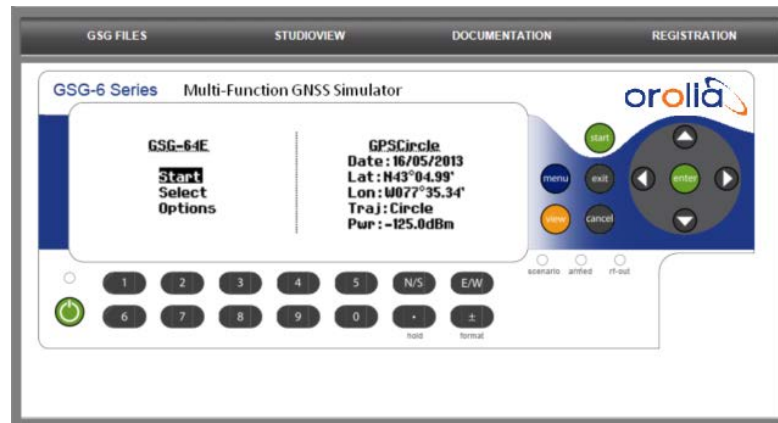 GSG FILES STUDIOVIEW DOCUMENTATION REGISTRATION
GSG-6 Series Multi-Function GNSS Simulator
orolia
GSG-64E
Start
Select
Options
GPSCircle
Date:16/05/2013
Lat:N43°04.99'
Lon:W077°35.34'
Traj:Circle
Pwr:-125.0dBm
start
menu exit enter
view cancel
scenario armed rf-out
1 2 3 4 5 N/S E/W
6 7 8 9 0 . ±
hold format